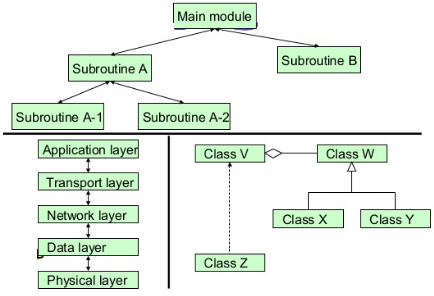 Main module
Subroutine A
Subroutine B
Subroutine A-1
Subroutine A-2
Application layer
Transport layer
Network layer
Data layer
Physical layer
Class V
Class W
Class X
Class Y
Class Z